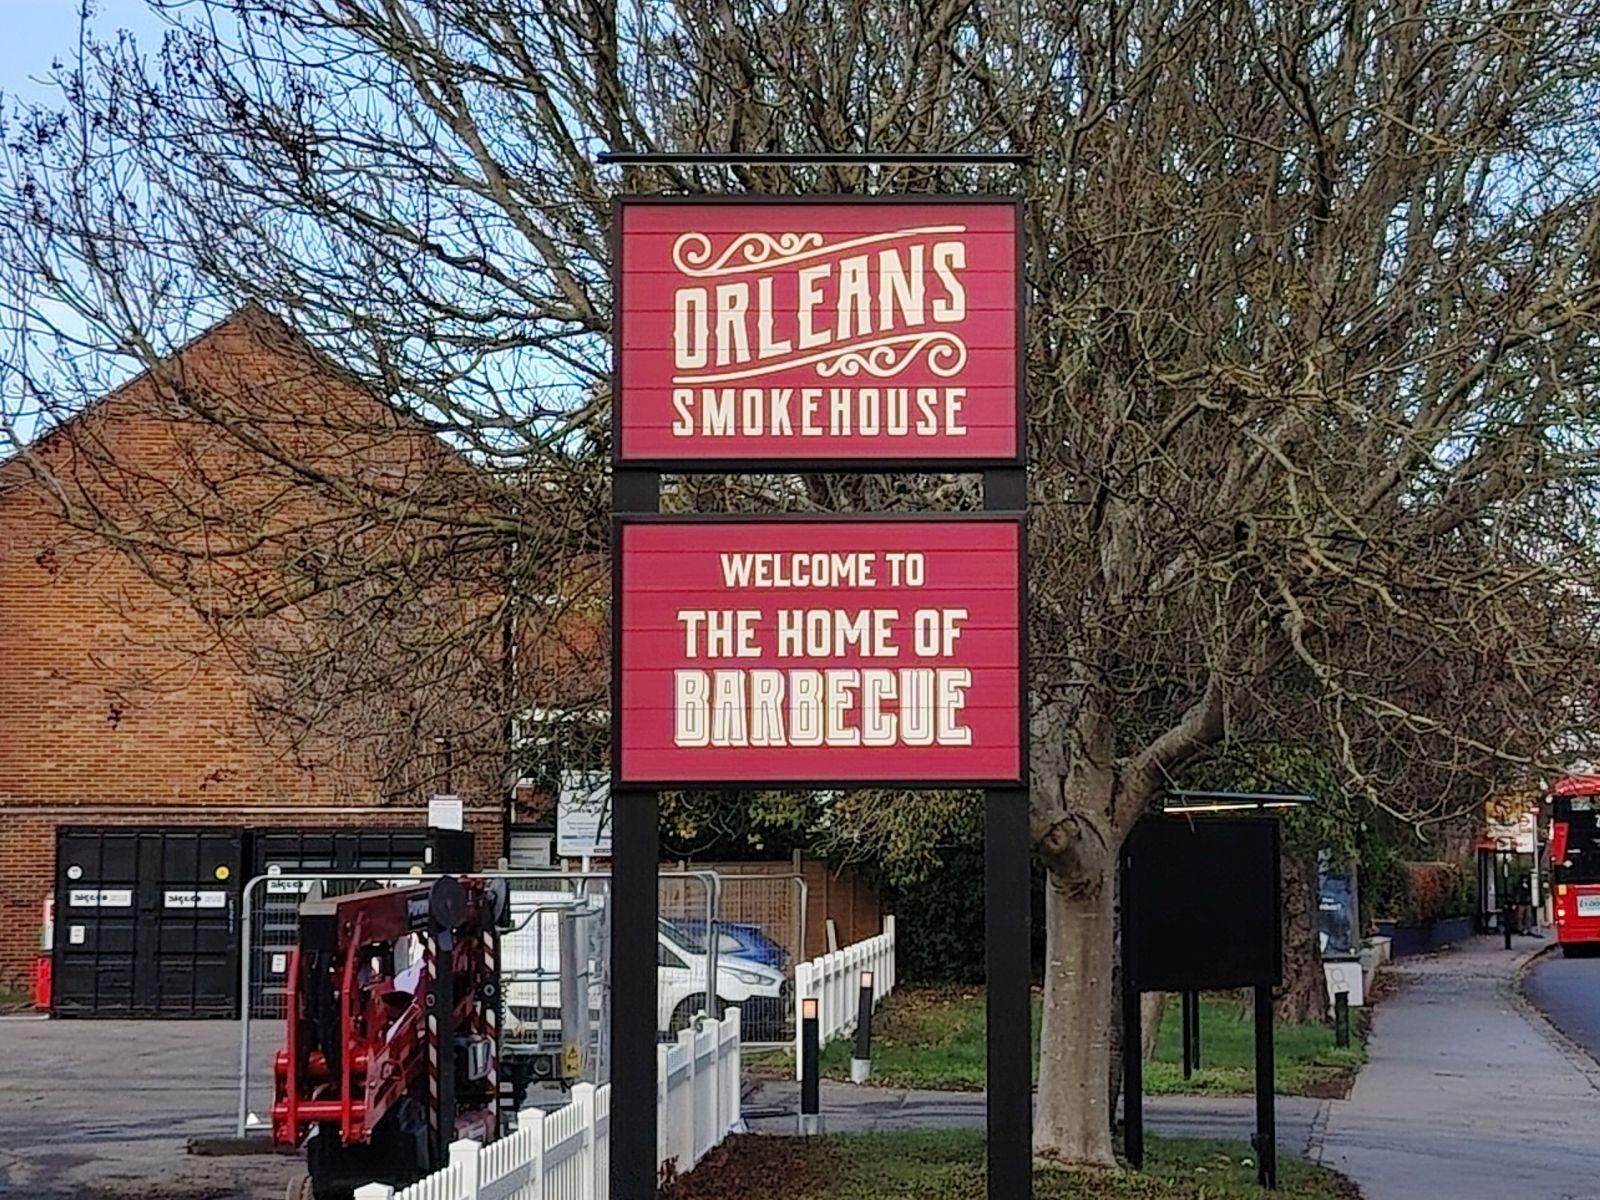 ORLEANS
SMOKEHOUSE
WELCOME TO
THE HOME OF
BARBECUE